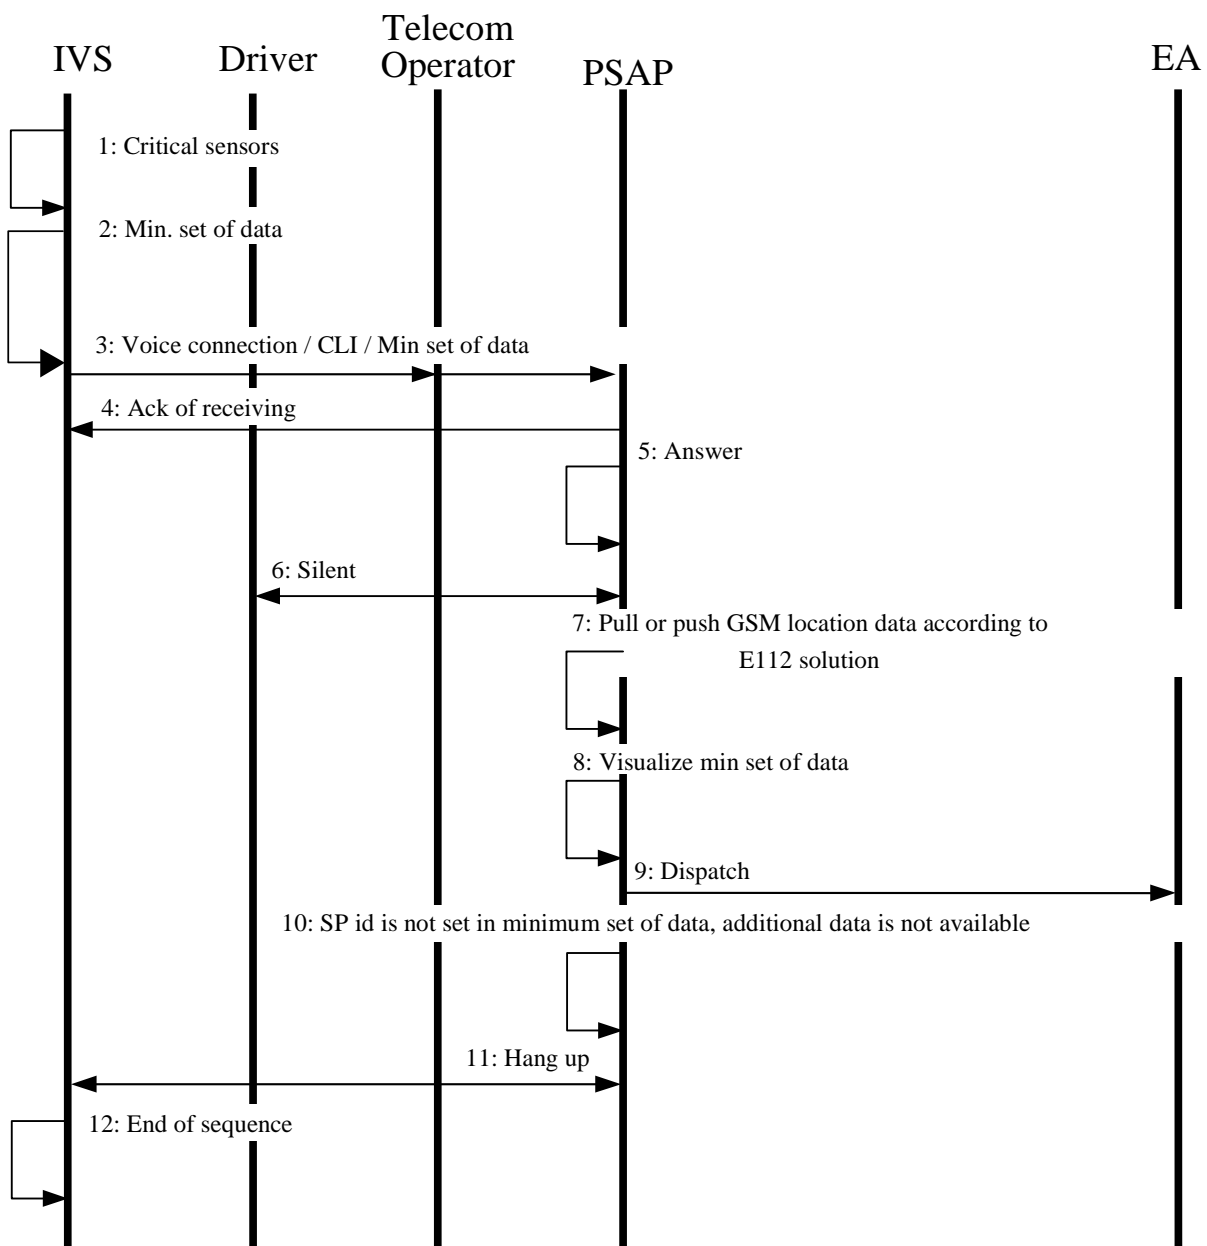 IVS
Driver
Telecom
Operator
PSAP
EA
1: Critical sensors
2: Min. set of data
3: Voice connection / CLI / Min set of data
4: Ack of receiving
5: Answer
6: Silent
7: Pull or push GSM location data according to
E112 solution
8: Visualize min set of data
9: Dispatch
10: SP id is not set in minimum set of data, additional data is not available
11: Hang up
12: End of sequence